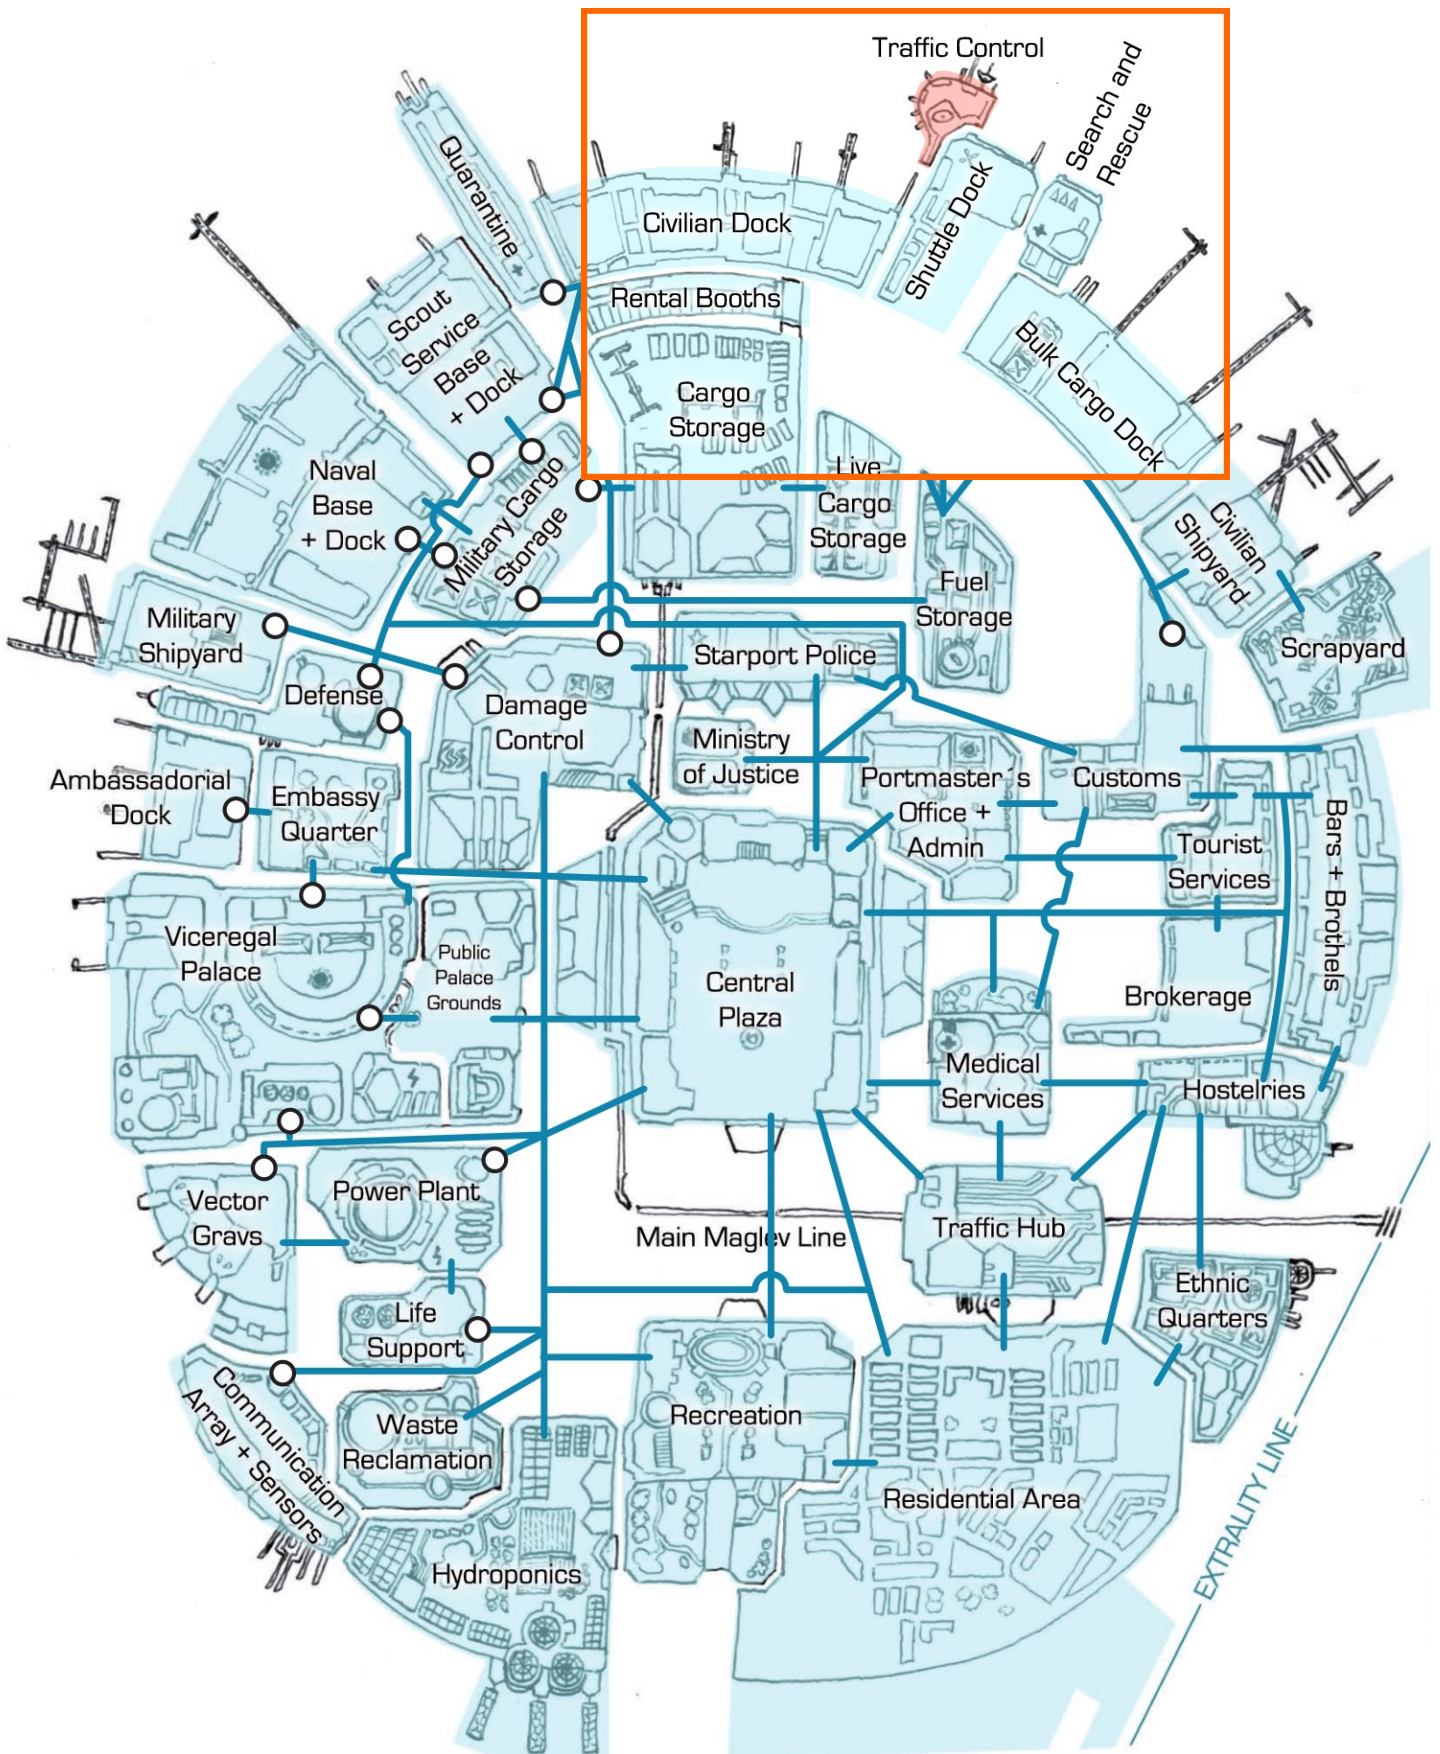 Traffic Control
Search and
Rescue
Quarantine
Civilian Dock
Shuttle Dock
Rental Booths
Scout
Service
Base
+ Dock
Bulk Cargo Dock
Cargo
Storage
Live
Cargo
Storage
Naval
Base
+ Dock
Military Cargo
Storage
Civilian
Shipyard
Fuel
Storage
Military
Shipyard
Starport Police
Scrapyard
Defense
Damage
Control
Ministry
of Justice
Portmaster´s
Office +
Admin
Customs
Ambassadorial
Dock
Embassy
Quarter
Tourist
Services
Bars + Brothels
Viceregal
Palace
Public
Palace
Grounds
Central
Plaza
Brokerage
Medical
Services
Hostelries
Vector
Gravs
Power Plant
Main Maglev Line
Traffic Hub
Ethnic
Quarters
Life
Support
Communication
Array + Sensors
Waste
Reclamation
Recreation
Residential Area
EXTRALITY LINE
Hydroponics